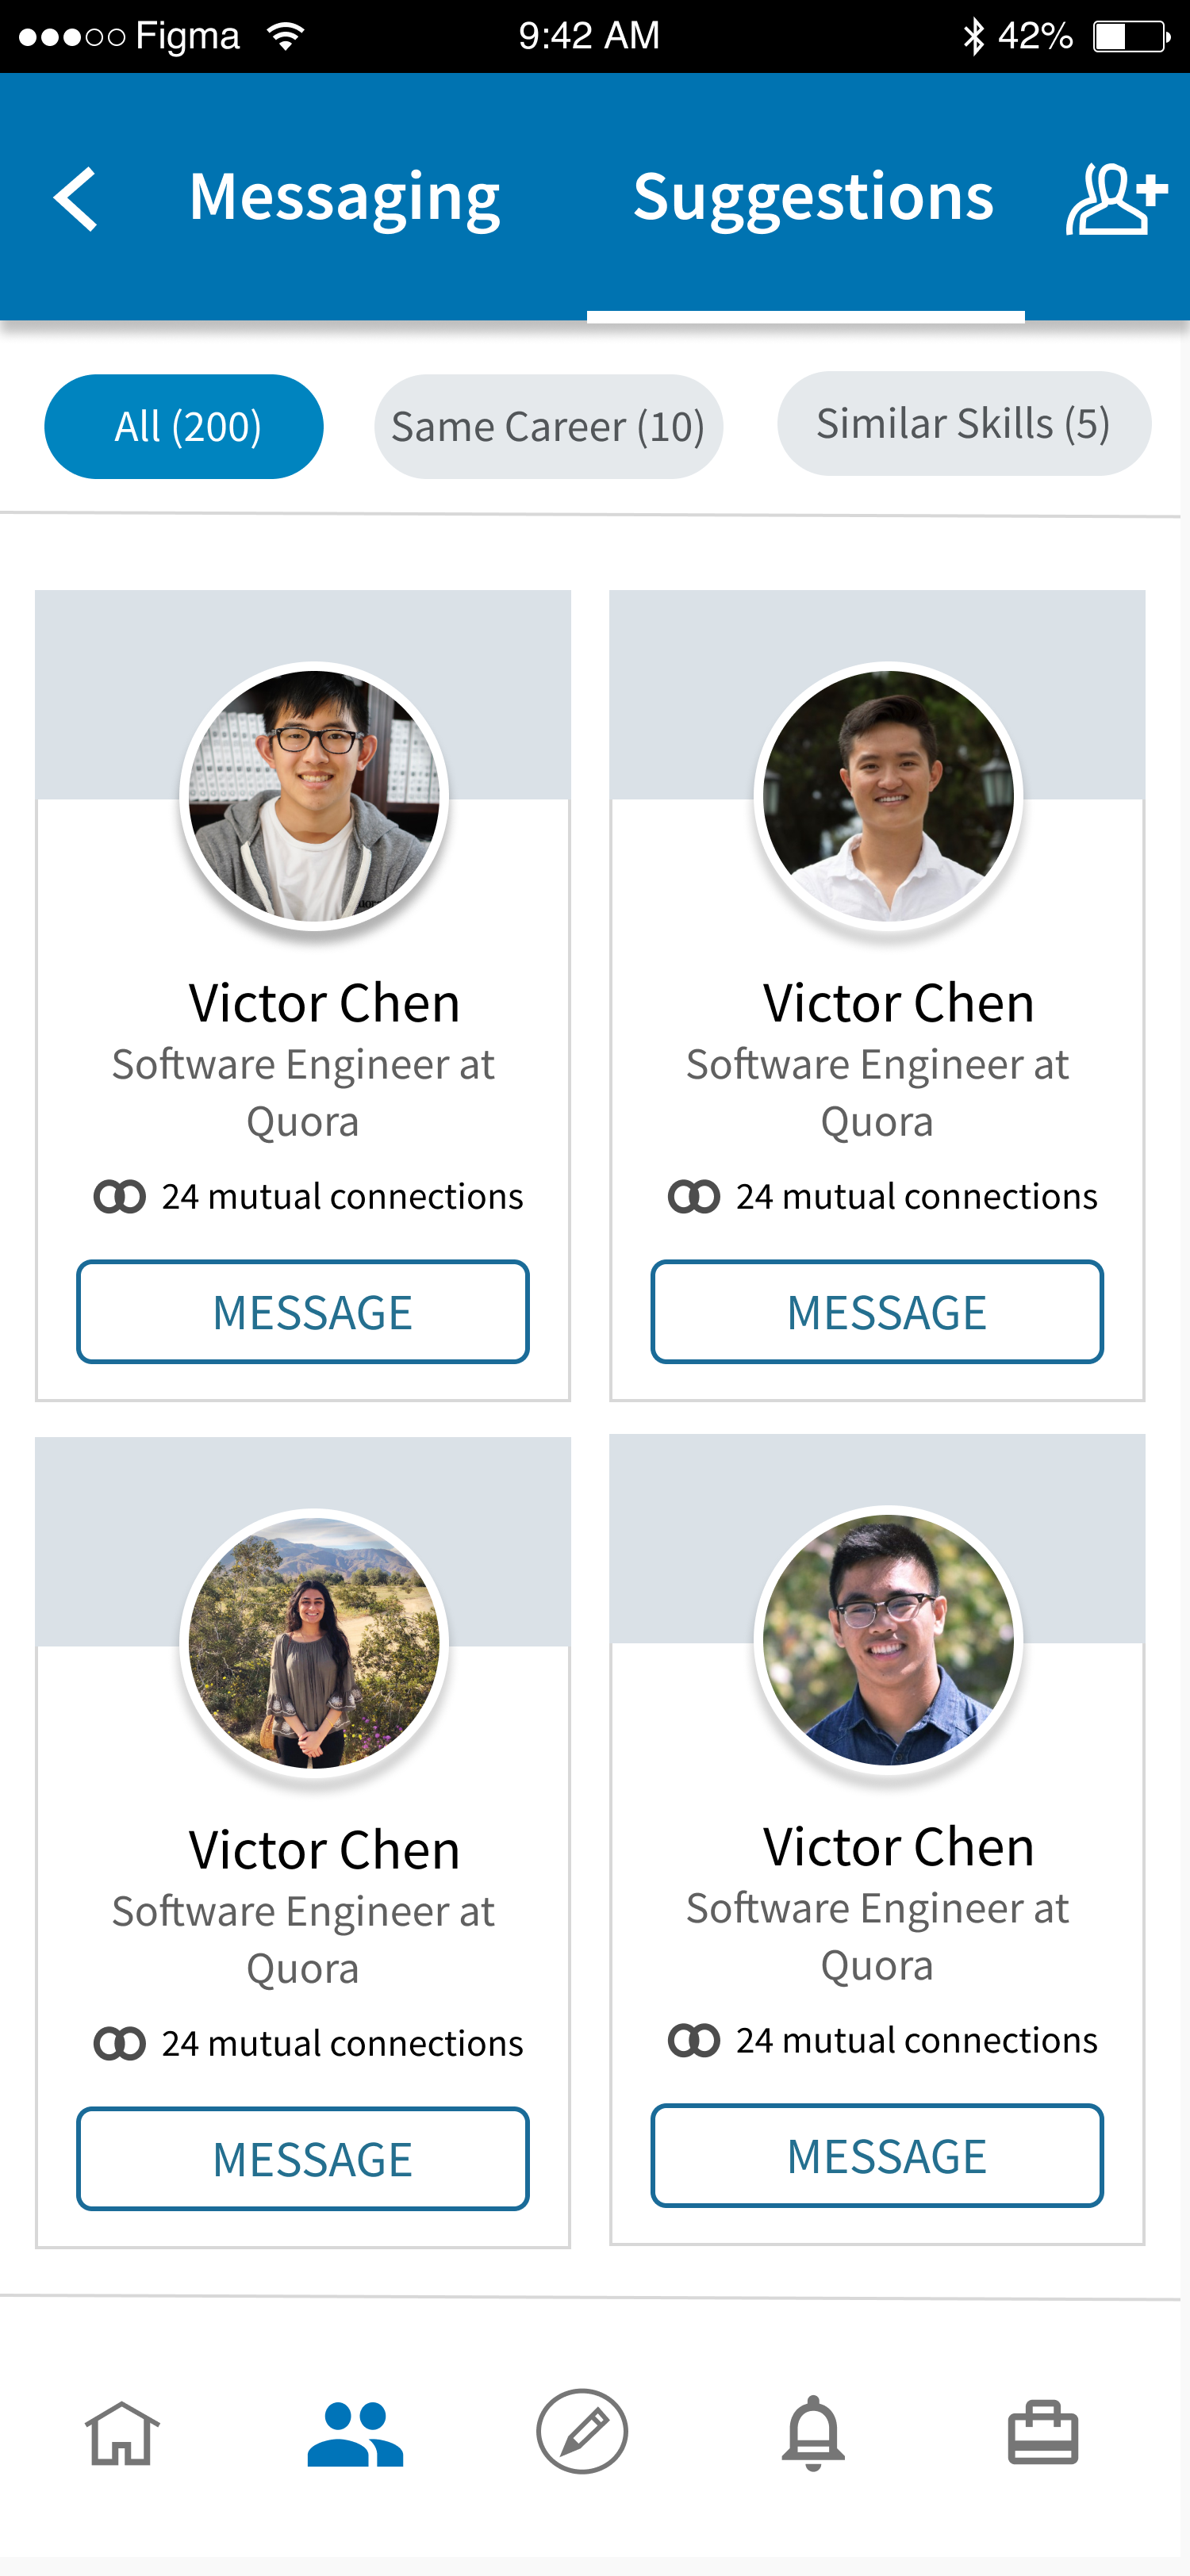 Figma
9:42 AM
42%
Messaging
Suggestions
All (200)
Same Career (10)
Similar Skills (5)
Victor Chen
Software Engineer at
Quora
24 mutual connections
MESSAGE
Victor Chen
Software Engineer at
Quora
24 mutual connections
MESSAGE
Victor Chen
Software Engineer at
Quora
24 mutual connections
MESSAGE
Victor Chen
Software Engineer at
Quora
24 mutual connections
MESSAGE